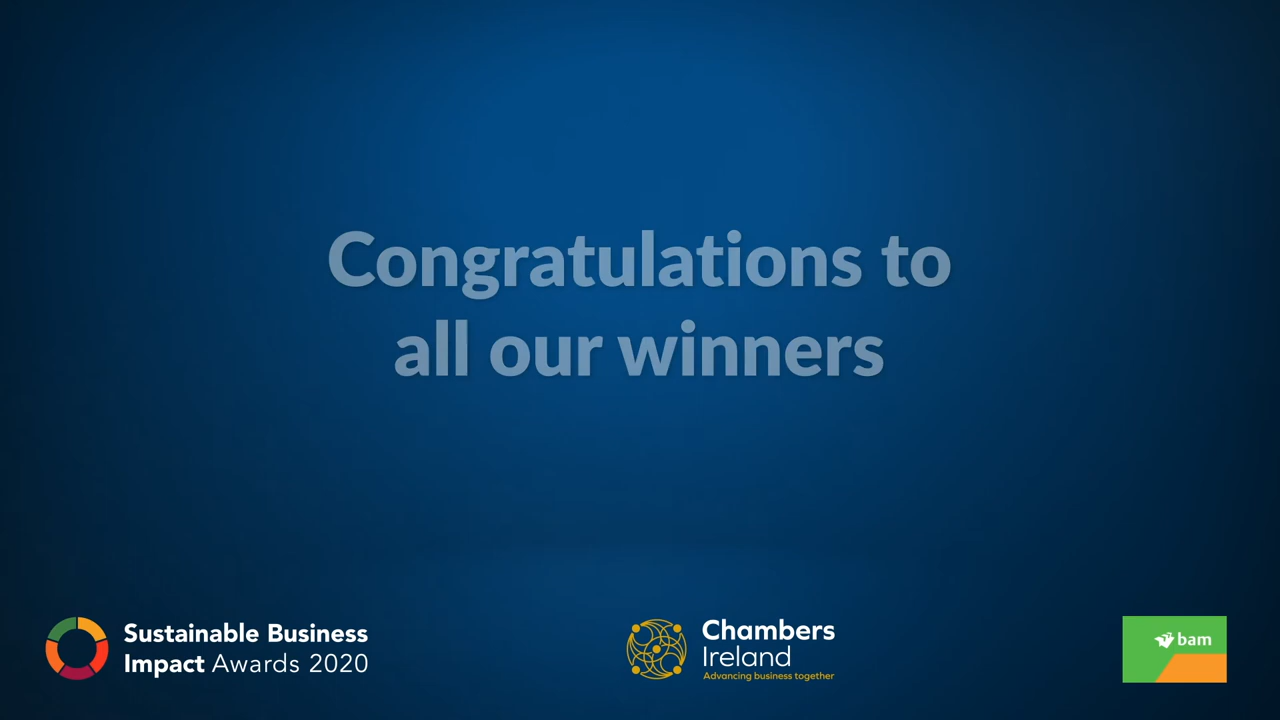 Congratulations to
all our winners
Sustainable Business
Impact Awards 2020
Chambers
Ireland
Advancing business together
bam